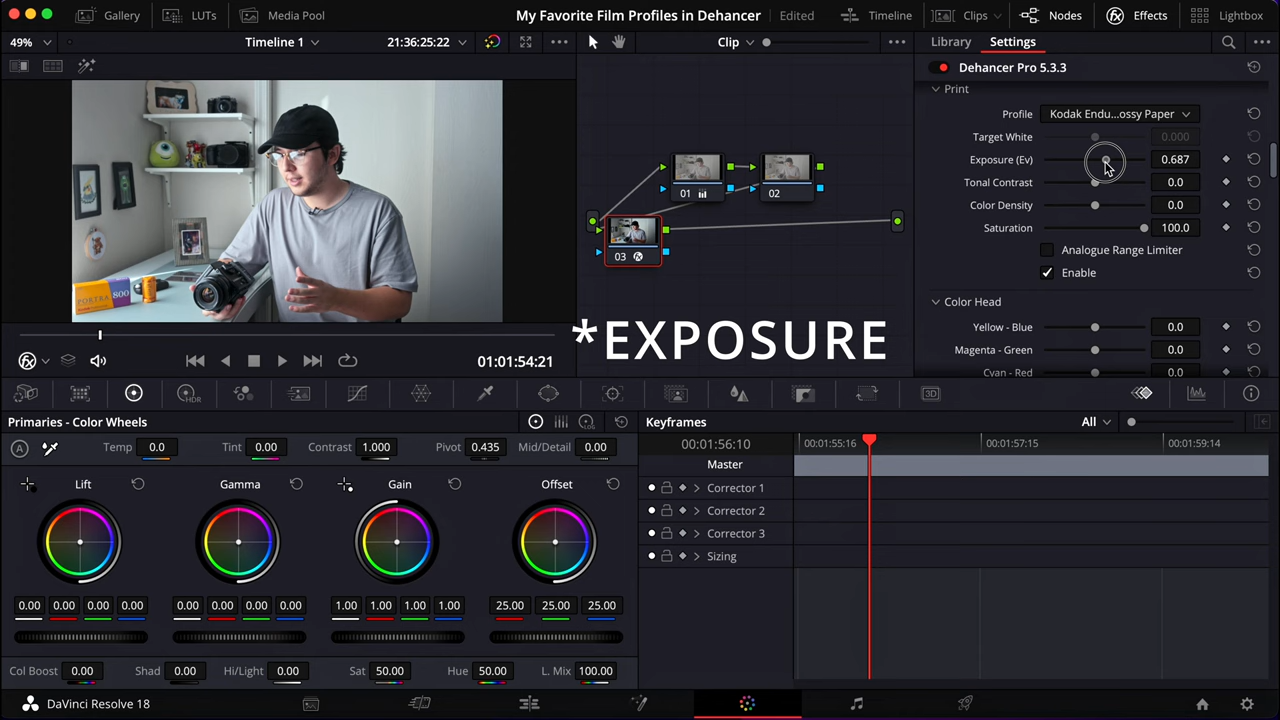 Gallery LUTs Media Pool My Favorite Film Profiles in Dehancer Edited Timeline Clips Nodes Effects Lightbox
49% Timeline 1 21:36:25:22 Clip Library Settings
Dehancer Pro 5.3.3
Print
Profile Kodak Endu...ossy Paper
Target White 0.000
Exposure (Ev)
Tonal Contrast 0.0
Color Density 0.0
Saturation 100.0
Analogue Range Limiter
Enable
Color Head
Yellow - Blue 0.0
Magenta - Green 0.0
Cyan - Red 0.0
01
02
03
PORTRA 800
*EXPOSURE
01:01:54:21
HDR
3D
Primaries - Color Wheels
LOG
Temp 0.0 Tint 0.00 Contrast 1.000 Pivot 0.435 Mid/Detail 0.00
Lift Gamma Gain Offset
0.00 0.00 0.00 0.00 0.00 0.00 0.00 0.00 1.00 1.00 1.00 1.00 25.00 25.00 25.00
Col Boost 0.00 Shad 0.00 Hi/Light 0.00 Sat 50.00 Hue 50.00 L. Mix 100.00
Keyframes All
00:01:56:10 00:01:55:16 00:01:57:15 00:01:59:14
Master
Corrector 1
Corrector 2
Corrector 3
Sizing
DaVinci Resolve 18